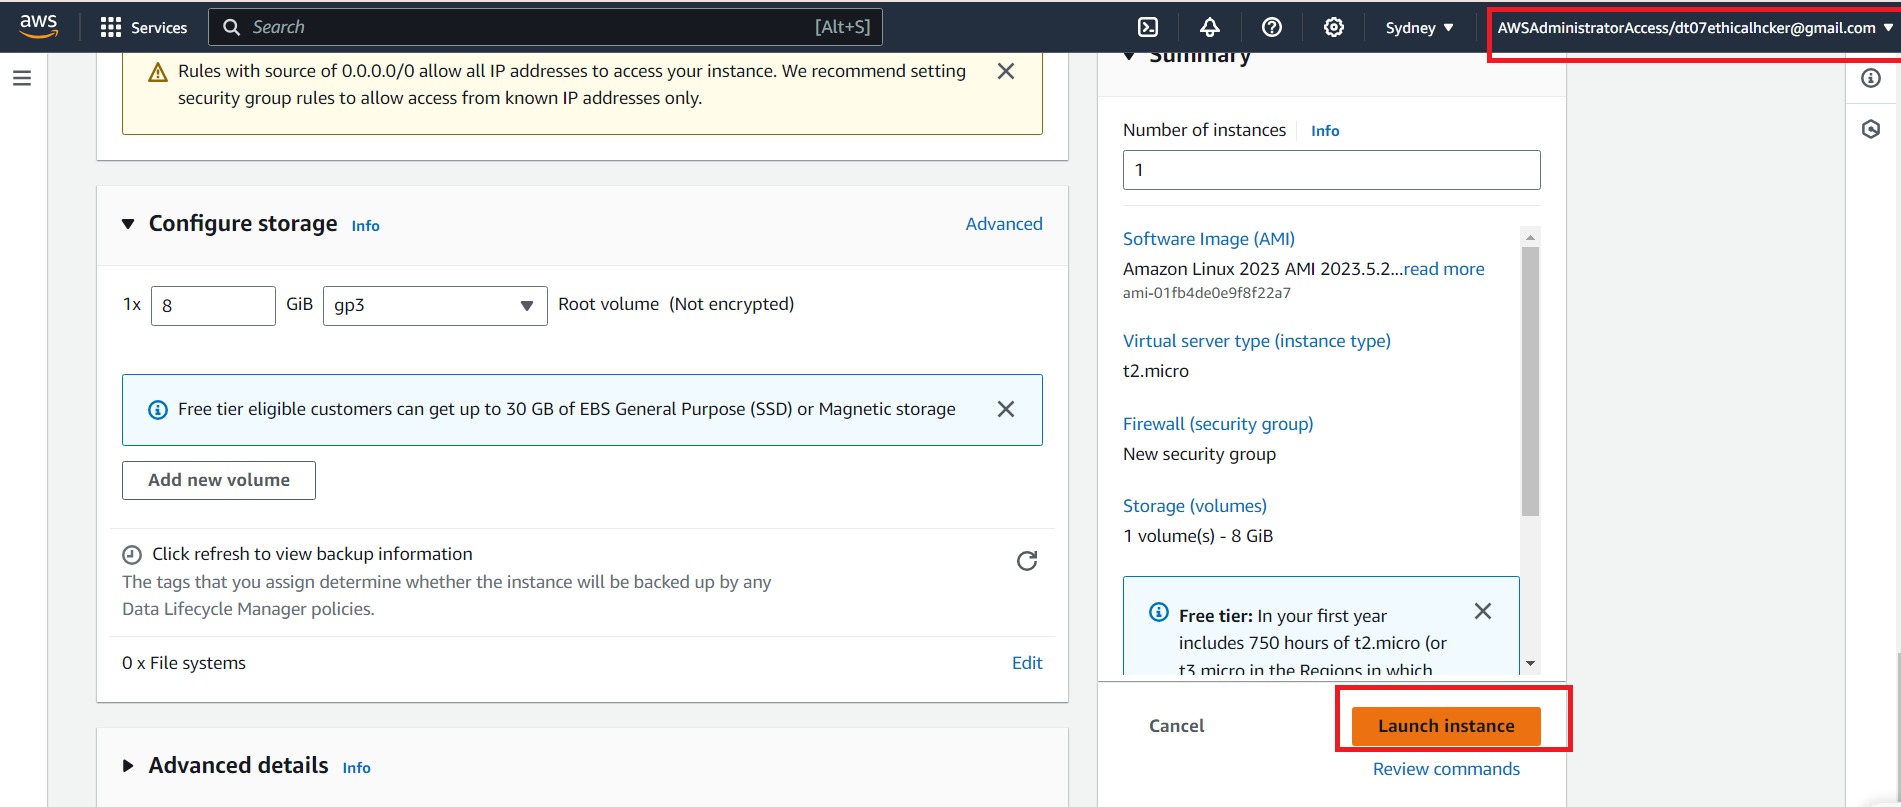 aws
Services
Search
[Alt+S]
Sydney
AWSAdministratorAccess/dt07ethicalhcker@gmail.com
Rules with source of 0.0.0.0/0 allow all IP addresses to access your instance. We recommend setting
security group rules to allow access from known IP addresses only.
Configure storage Info
Advanced
1x 8 GiB gp3 Root volume (Not encrypted)
Free tier eligible customers can get up to 30 GB of EBS General Purpose (SSD) or Magnetic storage
Add new volume
Click refresh to view backup information
The tags that you assign determine whether the instance will be backed up by any
Data Lifecycle Manager policies.
0 x File systems
Edit
Advanced details Info
Summary
Number of instances Info
1
Software Image (AMI)
Amazon Linux 2023 AMI 2023.5.2...read more
ami-01fb4de0e9f8f22a7
Virtual server type (instance type)
t2.micro
Firewall (security group)
New security group
Storage (volumes)
1 volume(s) - 8 GiB
Free tier: In your first year
includes 750 hours of t2.micro (or
t3.micro in the Regions in which
Cancel
Launch instance
Review commands